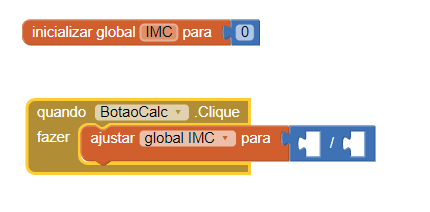 inicializar global IMC para 0
quando BotaoCalc .Clique
fazer ajustar global IMC para /